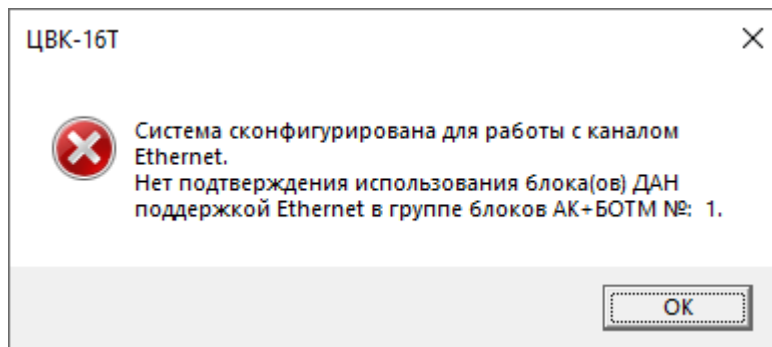 ЦВК-16Т
Система сконфигурирована для работы с каналом
Ethernet.
Нет подтверждения использования блока(ов) ДАН
поддержкой Ethernet в группе блоков АК+БОТМ №:  1.
OK